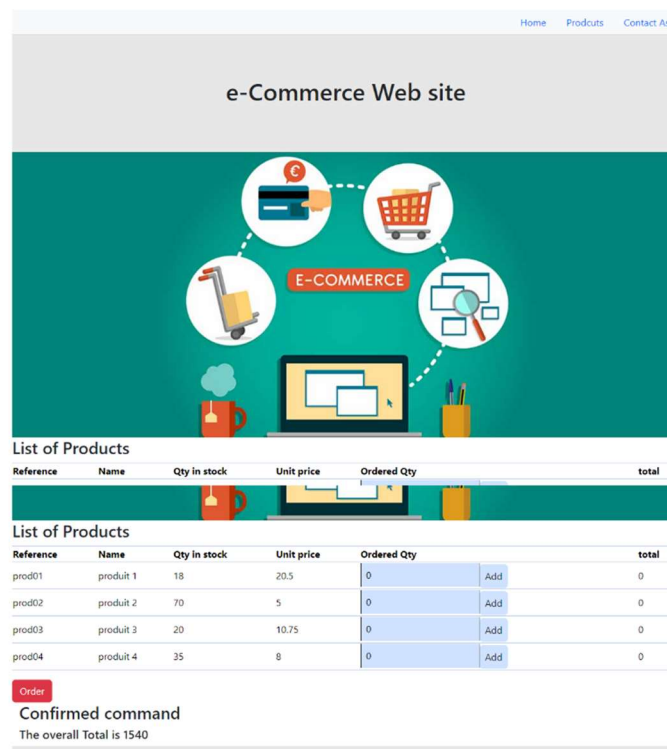 Home Prodcuts Contact As
e-Commerce Web site
€
E-COMMERCE
List of Products
Reference Name Qty in stock Unit price Ordered Qty total
List of Products
Reference Name Qty in stock Unit price Ordered Qty total
prod01 produit 1 18 20.5 0 Add 0
prod02 produit 2 70 5 0 Add 0
prod03 produit 3 20 10.75 0 Add 0
prod04 produit 4 35 8 0 Add 0
Order
Confirmed command
The overall Total is 1540